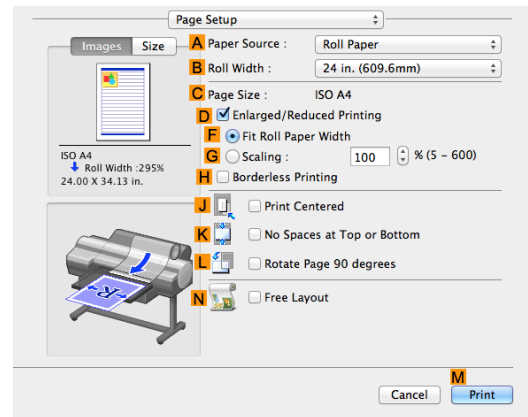 Page Setup
Images Size
A Paper Source : Roll Paper
B Roll Width : 24 in. (609.6mm)
C Page Size : ISO A4
D Enlarged/Reduced Printing
F Fit Roll Paper Width
G Scaling : 100 % (5 – 600)
H Borderless Printing
ISO A4
Roll Width :295%
24.00 X 34.13 in.
J Print Centered
K No Spaces at Top or Bottom
L Rotate Page 90 degrees
N Free Layout
R
M
Cancel Print